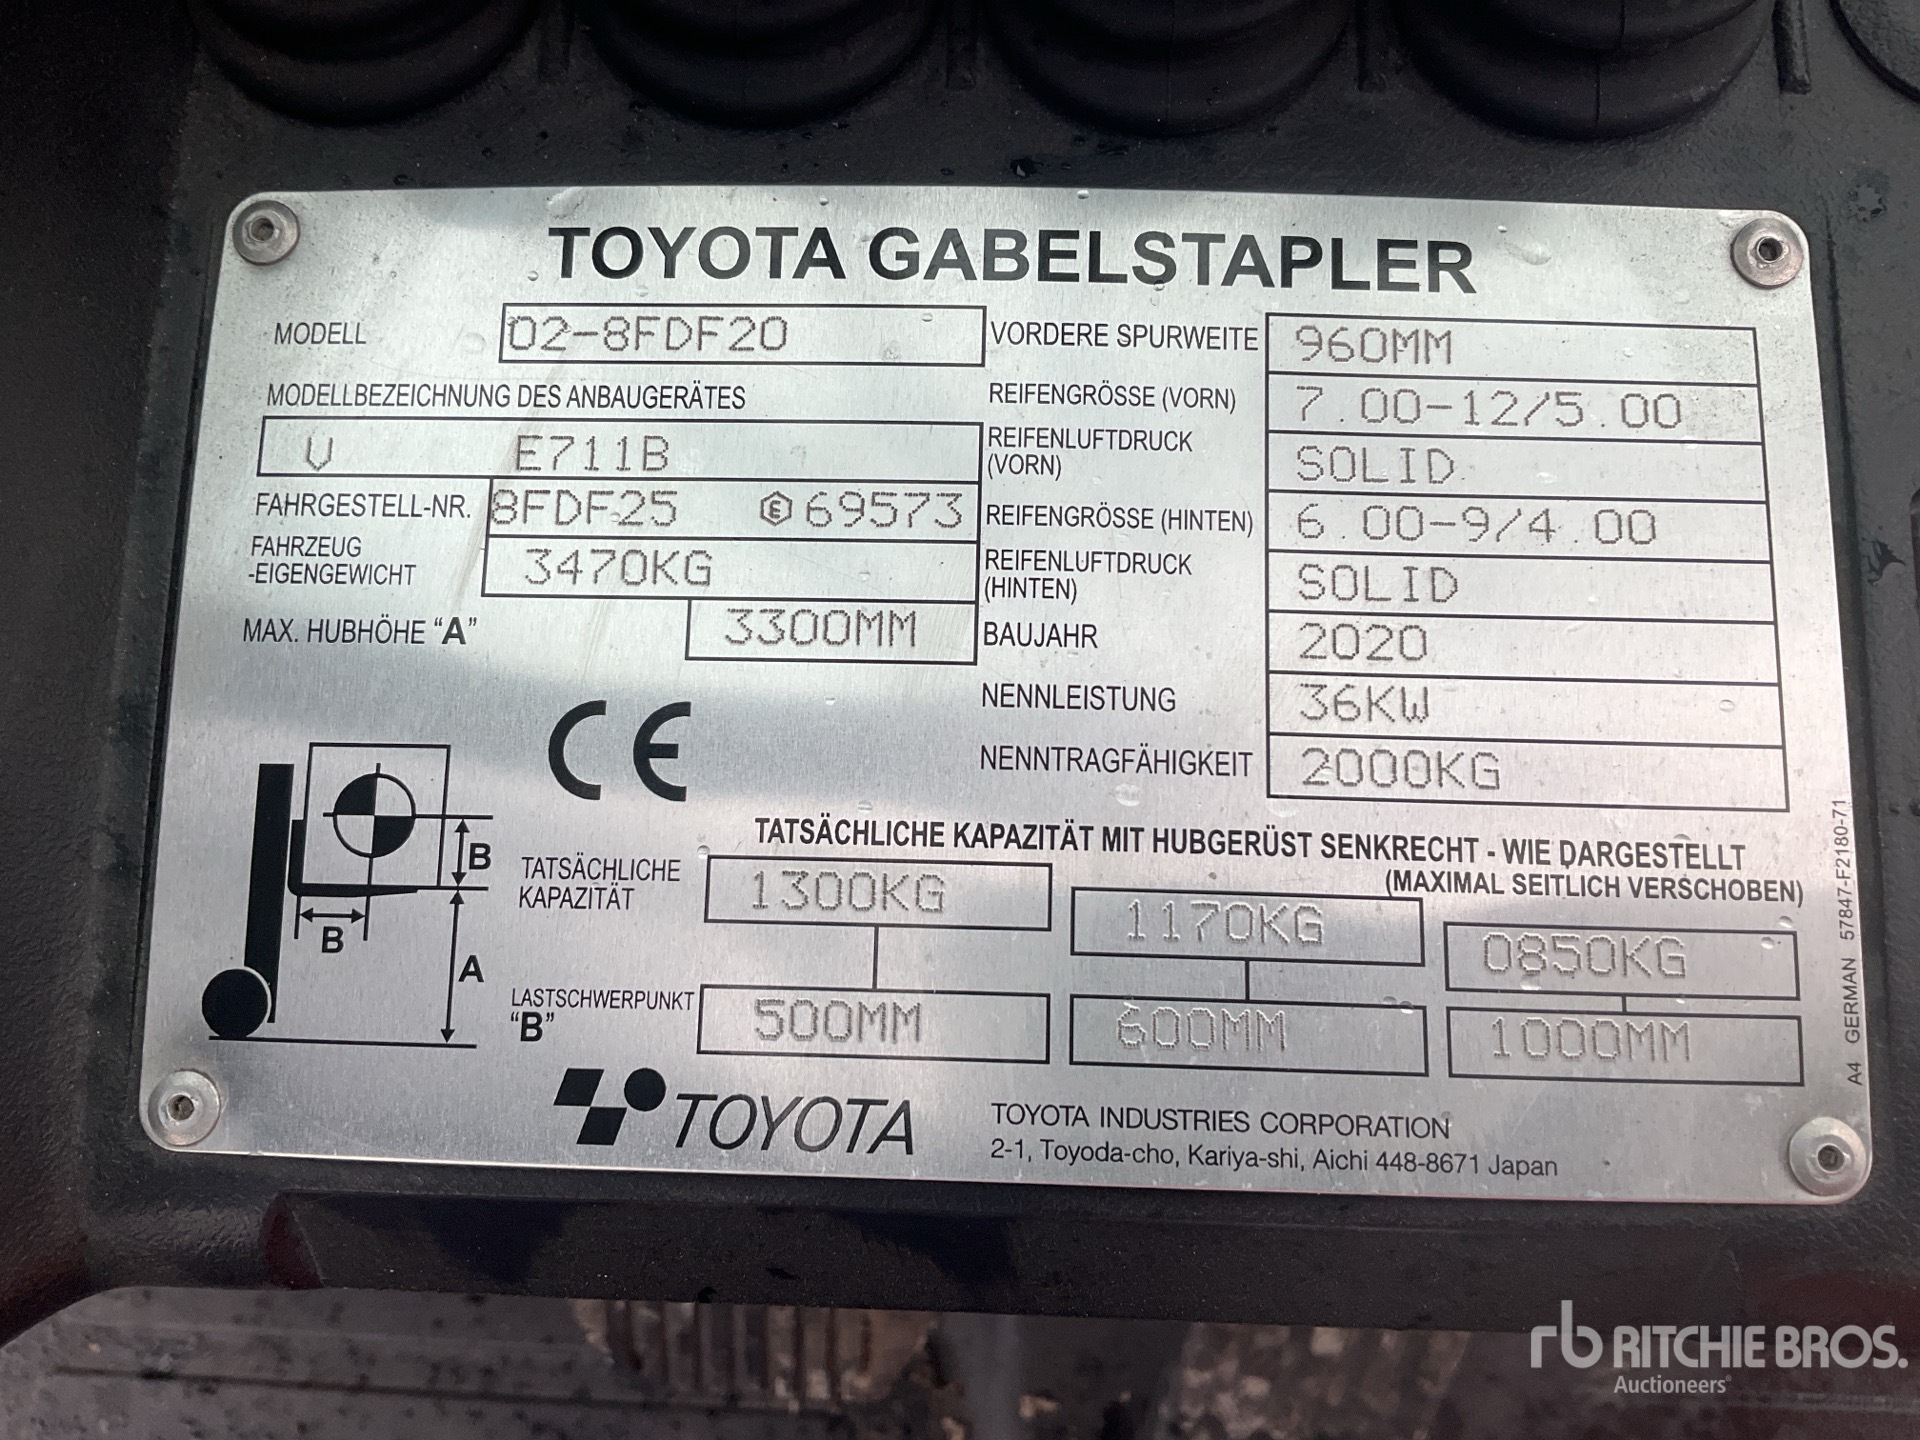 TOYOTA GABELSTAPLER
MODELL 02-8FDF20
MODELLBEZEICHNUNG DES ANBAUGERÄTES
V E711B
FAHRGESTELL-NR. 8FDF25 E 69573
FAHRZEUG
-EIGENGEWICHT 3470KG
MAX. HUBHÖHE "A" 3300MM
VORDERE SPURWEITE 960MM
REIFENGRÖSSE (VORN) 7.00-12/5.00
REIFENLUFTDRUCK
(VORN) SOLID
REIFENGRÖSSE (HINTEN) 6.00-9/4.00
REIFENLUFTDRUCK
(HINTEN) SOLID
BAUJAHR 2020
NENNLEISTUNG 36KW
NENNTRAGFÄHIGKEIT 2000KG
CE
B
B
A
TATSÄCHLICHE KAPAZITÄT MIT HUBGERÜST SENKRECHT - WIE DARGESTELLT
(MAXIMAL SEITLICH VERSCHOBEN)
TATSÄCHLICHE
KAPAZITÄT 1300KG 1170KG 0850KG
LASTSCHWERPUNKT
"B" 500MM 600MM 1000MM
TOYOTA
TOYOTA INDUSTRIES CORPORATION
2-1, Toyoda-cho, Kariya-shi, Aichi 448-8671 Japan
A4 GERMAN 57847-F2180-71
rb RITCHIE BROS.
Auctioneers